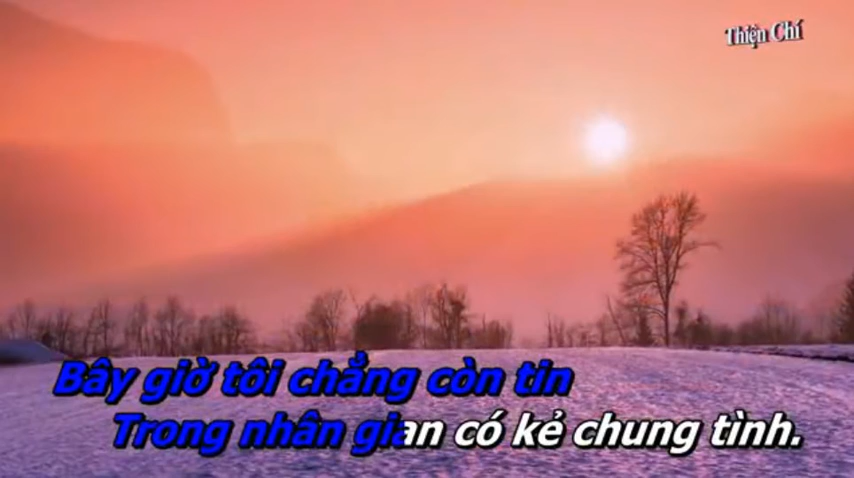 Thiện Chí
Bây giờ tôi chẳng còn tin
Trong nhân gian có kẻ chung tình.